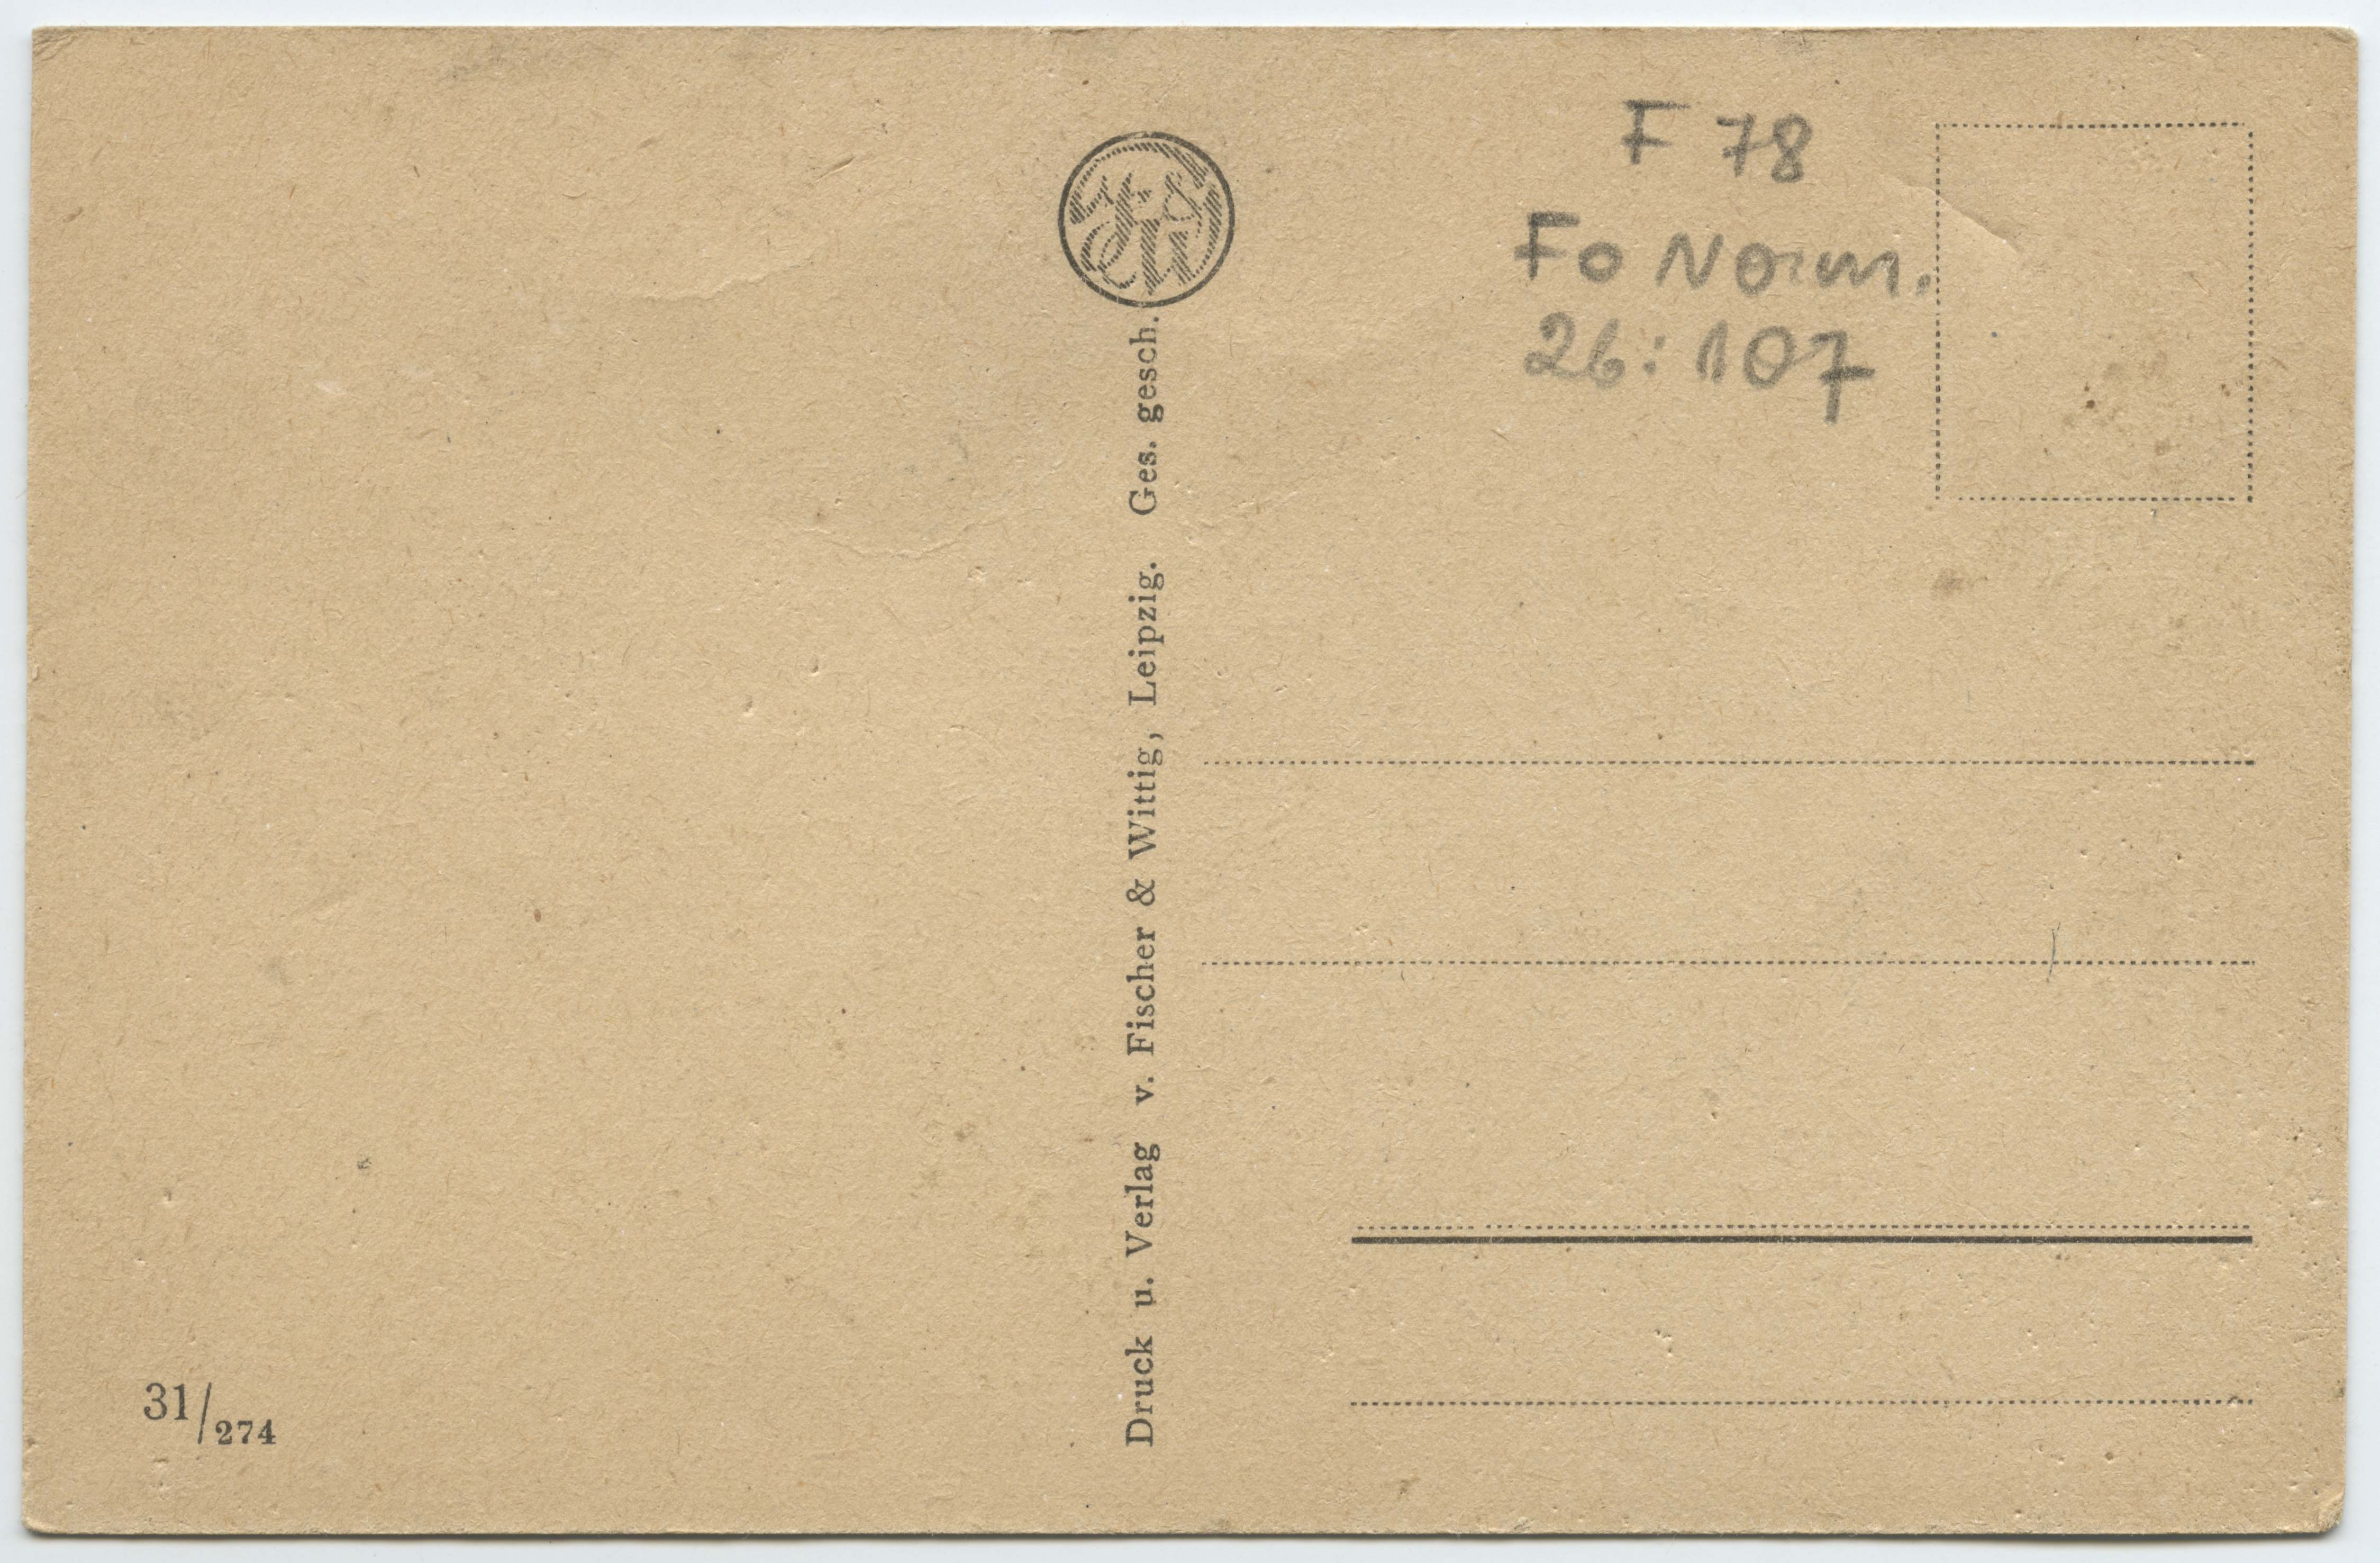 F 78
Fo Norm.
26: 107
Druck u. Verlag v. Fischer & Wittig, Leipzig. Ges. gesch.
31/274